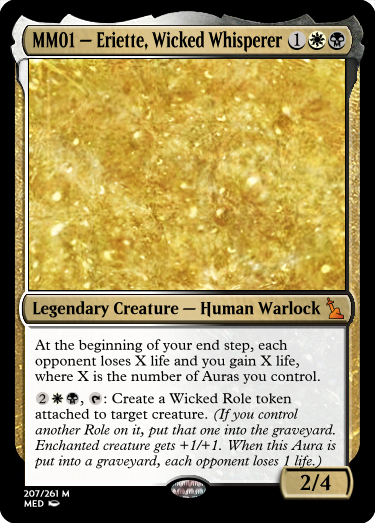 MM01 — Eriette, Wicked Whisperer 1
Legendary Creature — Human Warlock
At the beginning of your end step, each
opponent loses X life and you gain X life,
where X is the number of Auras you control.
2, : Create a Wicked Role token
attached to target creature. (If you control
another Role on it, put that one into the graveyard.
Enchanted creature gets +1/+1. When this Aura is
put into a graveyard, each opponent loses 1 life.)
2/4
207/261 M
MED